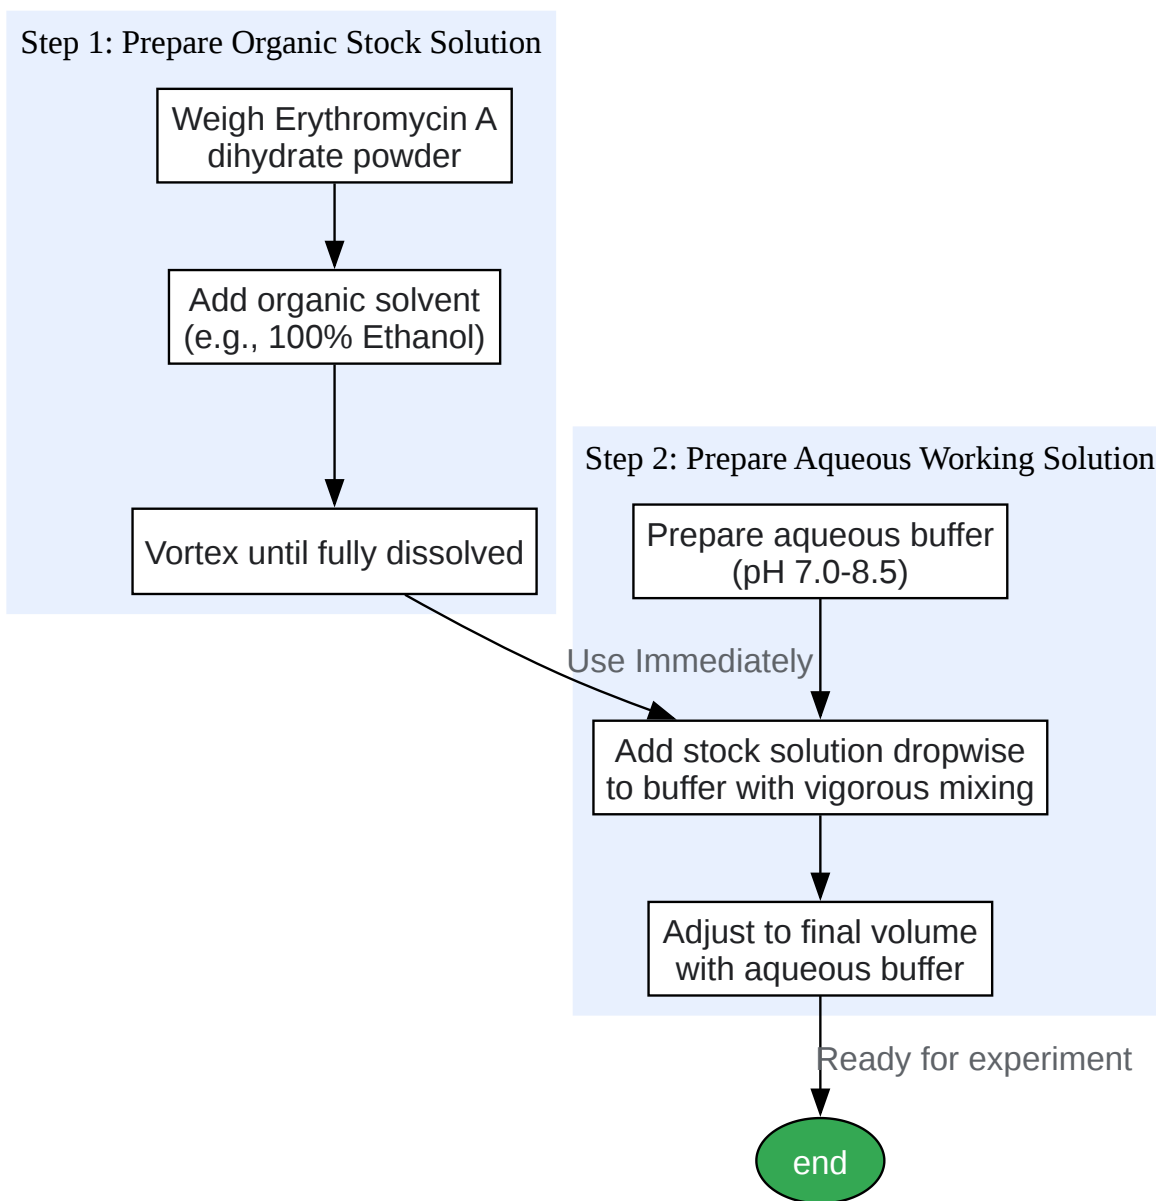 Step 1: Prepare Organic Stock Solution
Weigh Erythromycin A
dihydrate powder
Add organic solvent
(e.g., 100% Ethanol)
Vortex until fully dissolved
Step 2: Prepare Aqueous Working Solution
Prepare aqueous buffer
(pH 7.0-8.5)
Use Immediately
Add stock solution dropwise
to buffer with vigorous mixing
Adjust to final volume
with aqueous buffer
Ready for experiment
end